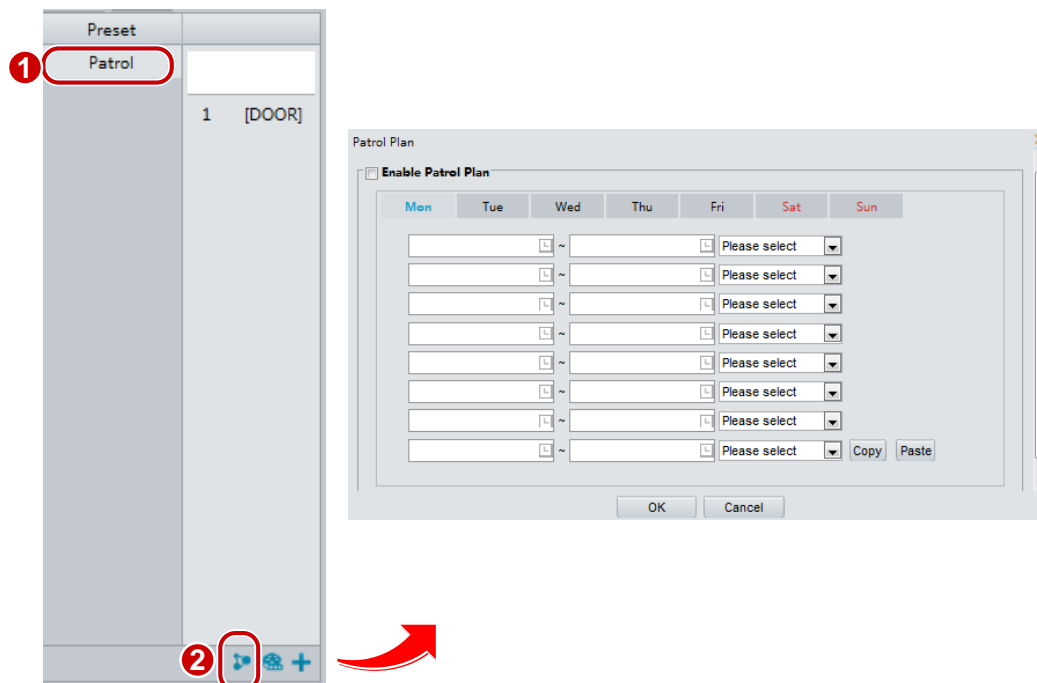 Preset
1 Patrol
1 [DOOR]
2
Patrol Plan
Enable Patrol Plan
Mon Tue Wed Thu Fri Sat Sun
~ Please select
~ Please select
~ Please select
~ Please select
~ Please select
~ Please select
~ Please select
~ Please select Copy Paste
OK Cancel